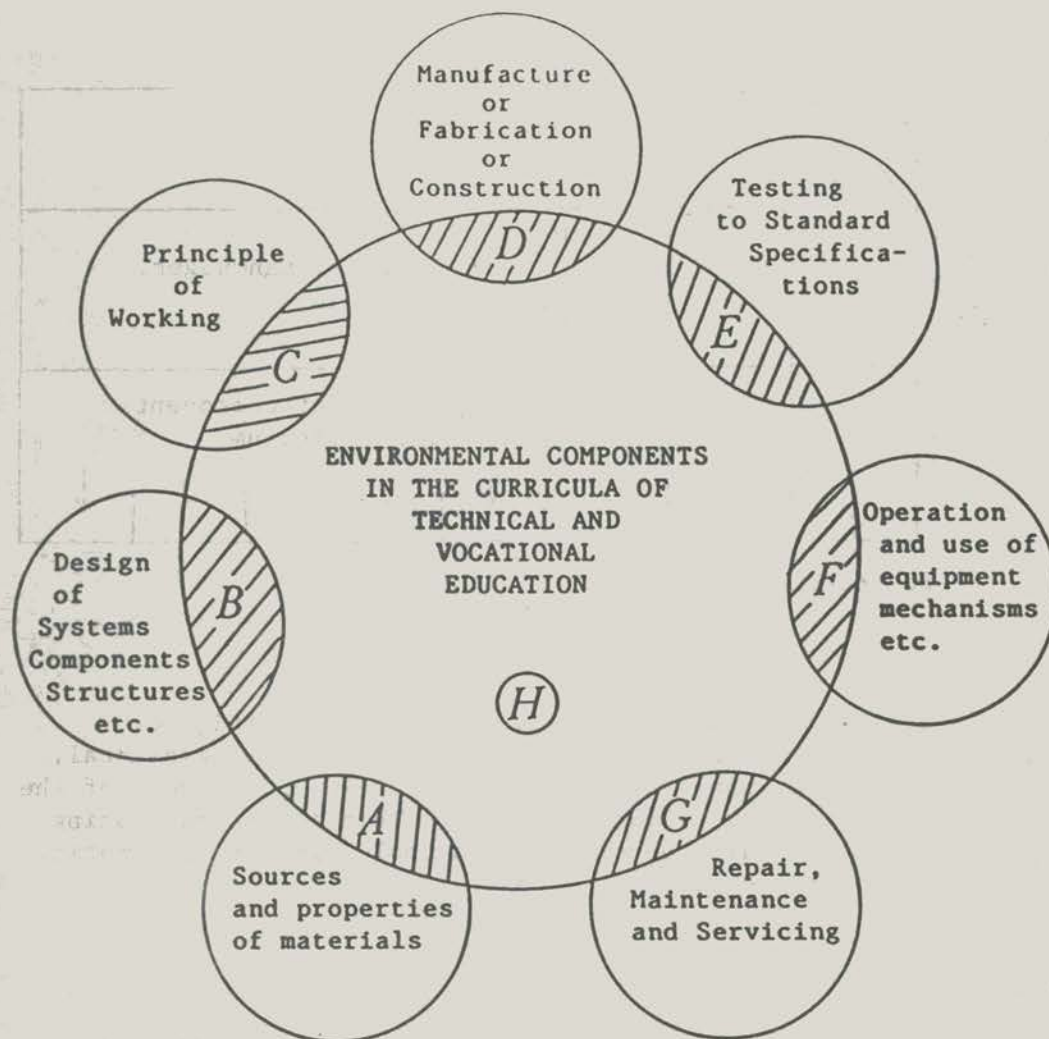 Manufacture
or
Fabrication
or
Construction
D
Testing
to Standard
Specifica-
tions
E
Principle
of
Working
C
ENVIRONMENTAL COMPONENTS
IN THE CURRICULA OF
TECHNICAL AND
VOCATIONAL
EDUCATION
Operation
and use of
equipment
mechanisms
etc.
F
Design
of
Systems
Components
Structures
etc.
B
H
A
Sources
and properties
of materials
G
Repair,
Maintenance
and Servicing